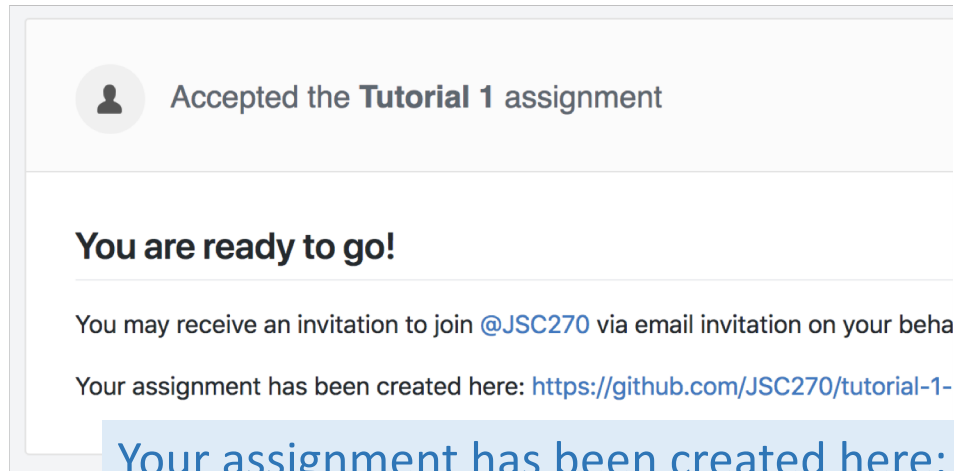 Accepted the Tutorial 1 assignment
You are ready to go!
You may receive an invitation to join @JSC270 via email invitation on your beha
Your assignment has been created here: https://github.com/JSC270/tutorial-1-
Your assignment has been created here: